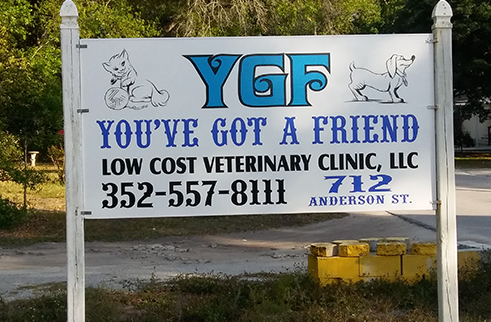 YGF
YOU'VE GOT A FRIEND
LOW COST VETERINARY CLINIC, LLC
352-557-8111 712
ANDERSON ST.